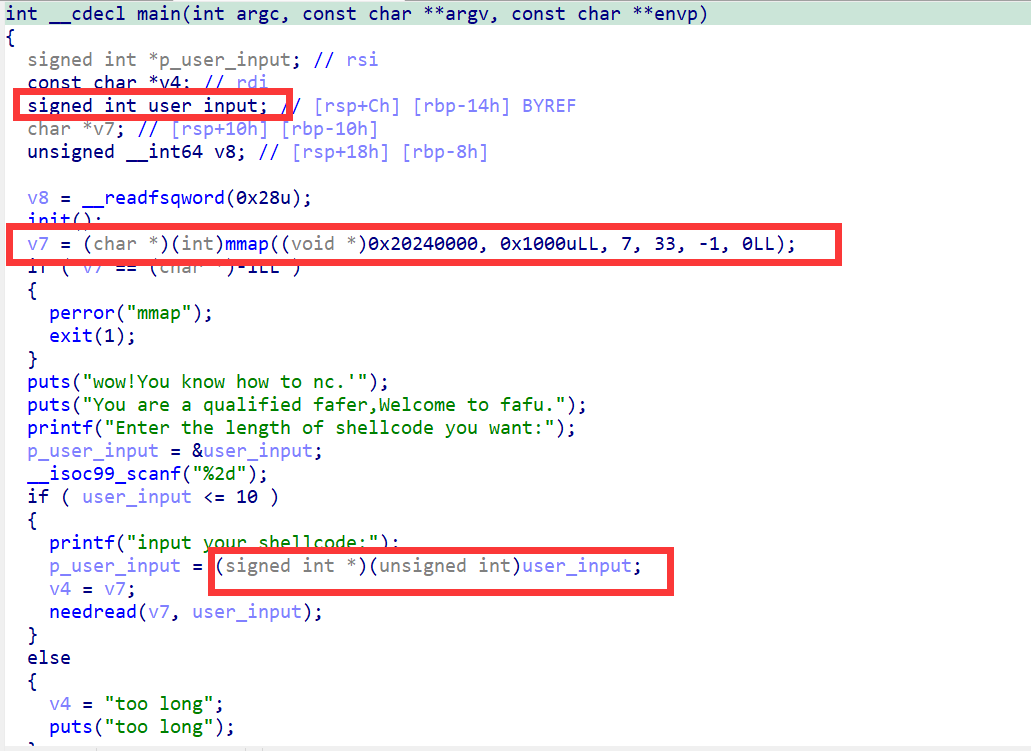 int __cdecl main(int argc, const char **argv, const char **envp)
{
signed int *p_user_input; // rsi
const char *v4; // rdi
signed int user input; // [rsp+Ch] [rbp-14h] BYREF
char *v7; // [rsp+10h] [rbp-10h]
unsigned __int64 v8; // [rsp+18h] [rbp-8h]
v8 = __readfsqword(0x28u);
init();
v7 = (char *)(int)mmap((void *)0x20240000, 0x1000uLL, 7, 33, -1, 0LL);
if ( v7 == (char *)-1LL )
{
perror("mmap");
exit(1);
}
puts("wow!You know how to nc.'");
puts("You are a qualified fafer,Welcome to fafu.");
printf("Enter the length of shellcode you want:");
p_user_input = &user_input;
__isoc99_scanf("%2d");
if ( user_input <= 10 )
{
printf("input your shellcode:");
p_user_input = (signed int *)(unsigned int)user_input;
v4 = v7;
needread(v7, user_input);
}
else
{
v4 = "too long";
puts("too long");
}